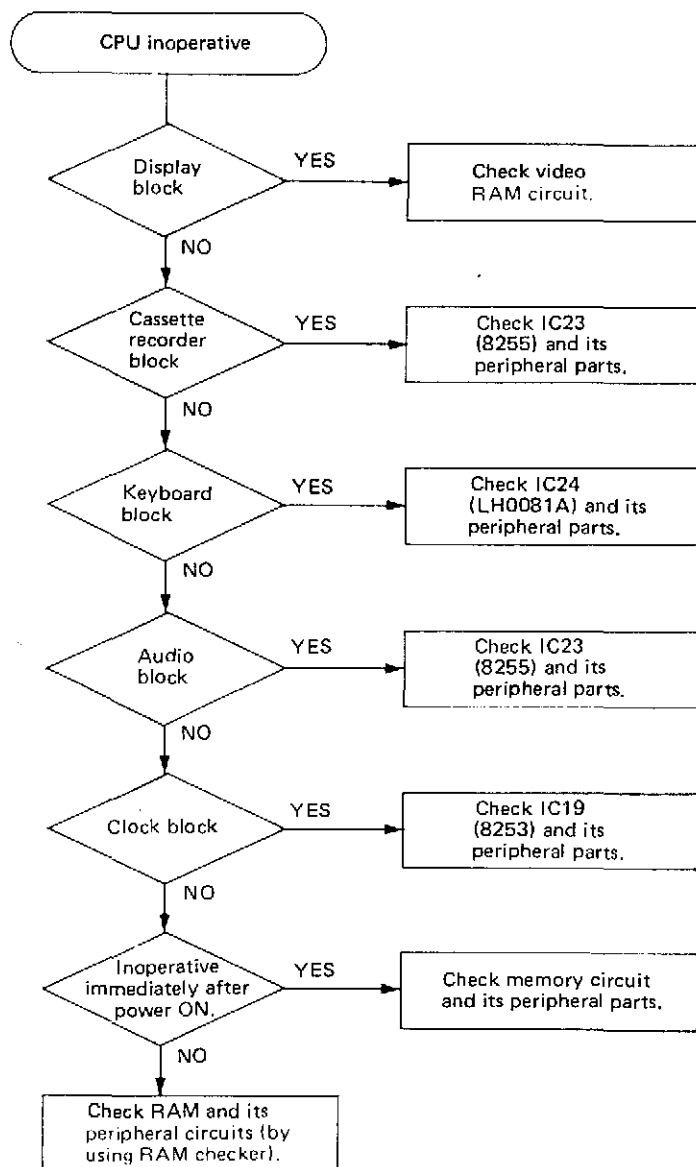 CPU inoperative
Display
block
YES
Check video
RAM circuit.
NO
Cassette
recorder
block
YES
Check IC23
(8255) and its
peripheral parts.
NO
Keyboard
block
YES
Check IC24
(LH0081A) and its
peripheral parts.
NO
Audio
block
YES
Check IC23
(8255) and its
peripheral parts.
NO
Clock block
YES
Check IC19
(8253) and its
peripheral parts.
NO
Inoperative
immediately after
power ON.
YES
Check memory circuit
and its peripheral parts.
NO
Check RAM and its
peripheral circuits (by
using RAM checker).